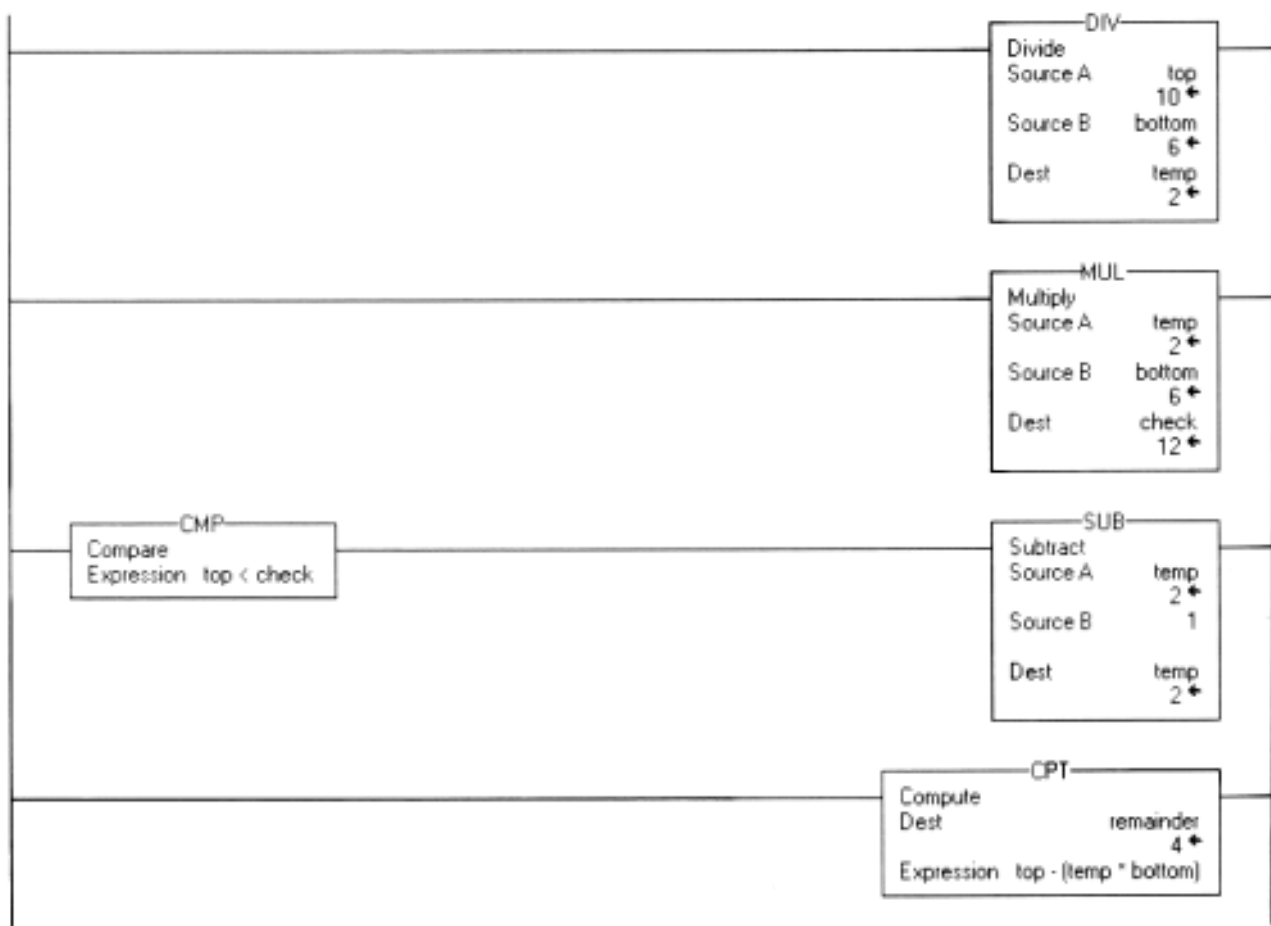 DIV
Divide
Source A top
10 ←
Source B bottom
6 ←
Dest temp
2 ←
MUL
Multiply
Source A temp
2 ←
Source B bottom
6 ←
Dest check
12 ←
CMP
Compare
Expression top < check
SUB
Subtract
Source A temp
2 ←
Source B 1
Dest temp
2 ←
CPT
Compute
Dest remainder
4 ←
Expression top - (temp * bottom)